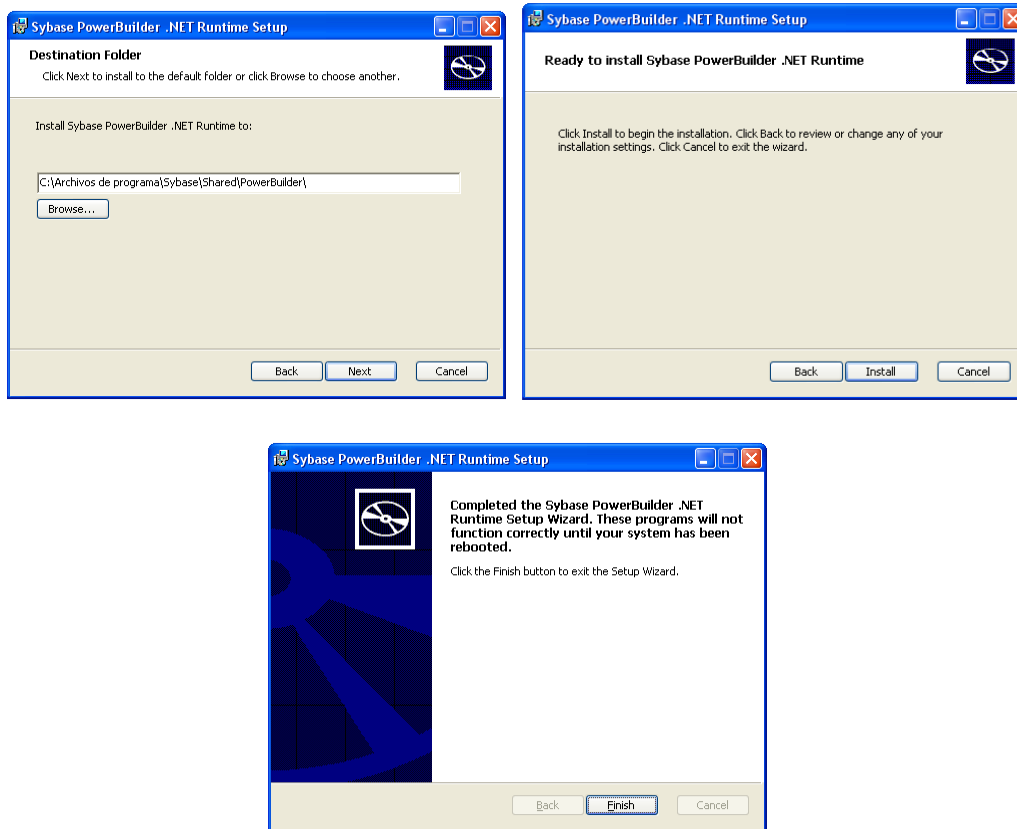 Sybase PowerBuilder .NET Runtime Setup
Destination Folder
Click Next to install to the default folder or click Browse to choose another.
Install Sybase PowerBuilder .NET Runtime to:
C:\Archivos de programa\Sybase\Shared\PowerBuilder\
Browse...
Back
Next
Cancel
Sybase PowerBuilder .NET Runtime Setup
Ready to install Sybase PowerBuilder .NET Runtime
Click Install to begin the installation. Click Back to review or change any of your
installation settings. Click Cancel to exit the wizard.
Back
Install
Cancel
Sybase PowerBuilder .NET Runtime Setup
Completed the Sybase PowerBuilder .NET
Runtime Setup Wizard. These programs will not
function correctly until your system has been
rebooted.
Click the Finish button to exit the Setup Wizard.
Back
Finish
Cancel